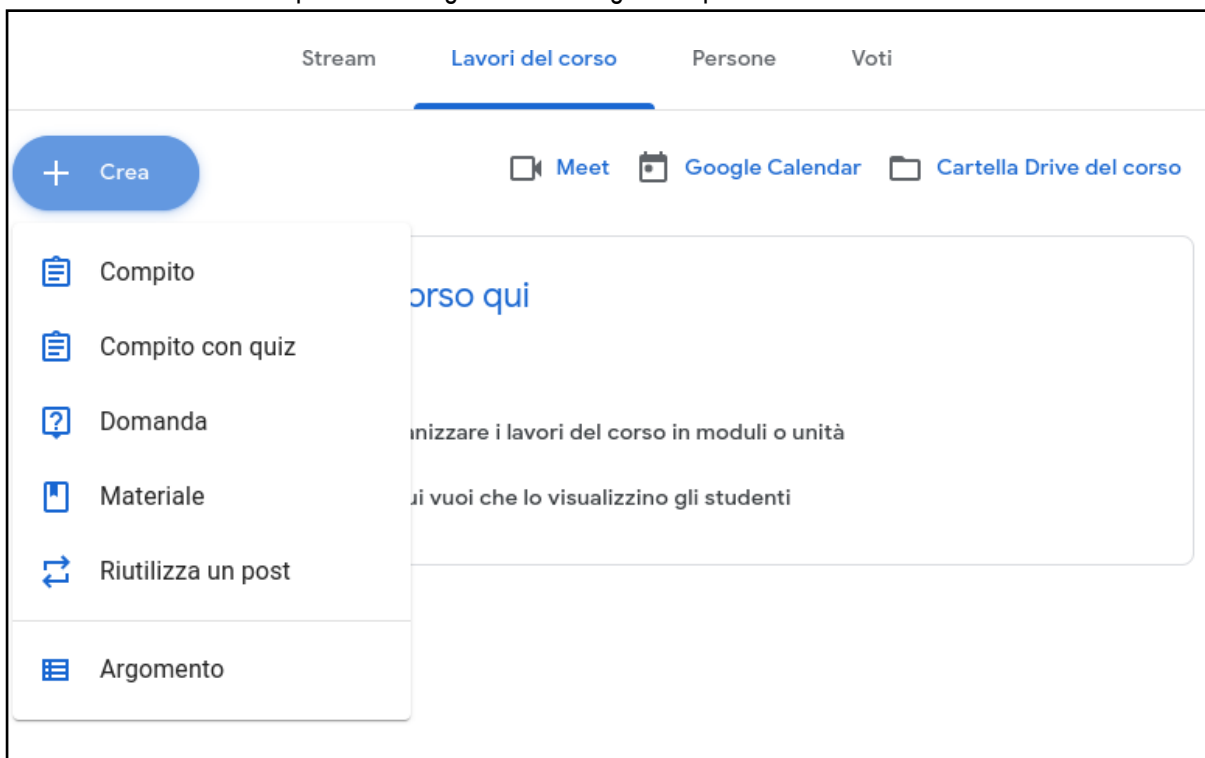 Stream Lavori del corso Persone Voti
Crea Meet Google Calendar Cartella Drive del corso
Compito
orso qui
Compito con quiz
Domanda
anizzare i lavori del corso in moduli o unità
Materiale
ui vuoi che lo visualizzino gli studenti
Riutilizza un post
Argomento